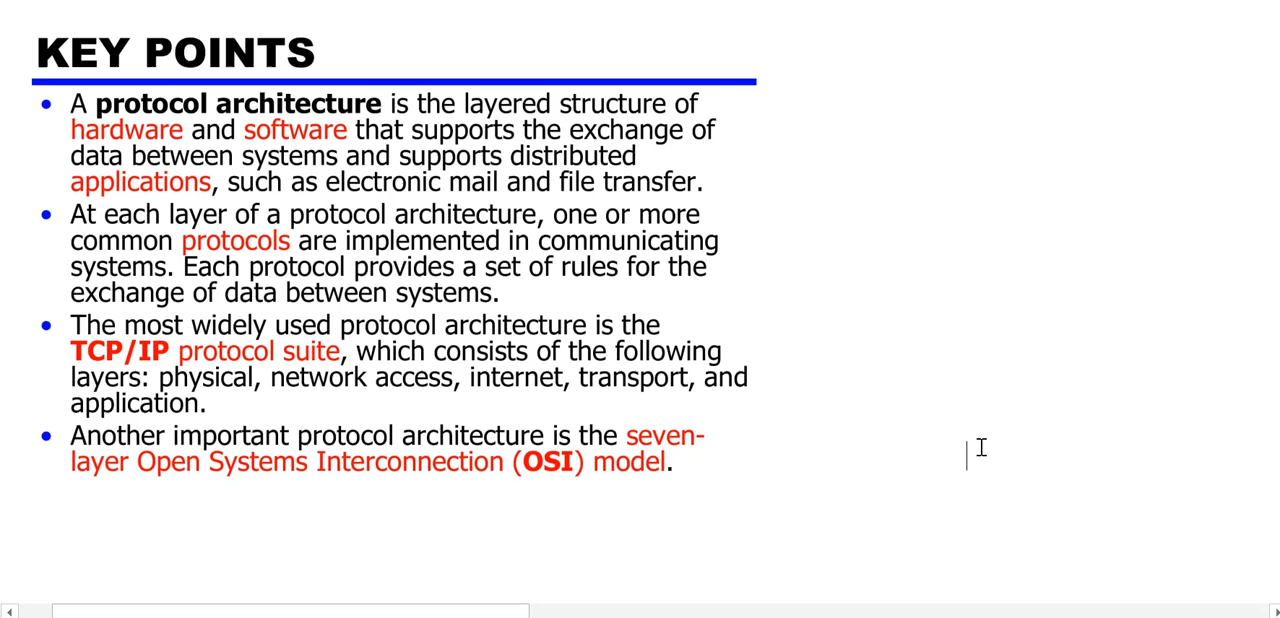 KEY POINTS
• A protocol architecture is the layered structure of
hardware and software that supports the exchange of
data between systems and supports distributed
applications, such as electronic mail and file transfer.
• At each layer of a protocol architecture, one or more
common protocols are implemented in communicating
systems. Each protocol provides a set of rules for the
exchange of data between systems.
• The most widely used protocol architecture is the
TCP/IP protocol suite, which consists of the following
layers: physical, network access, internet, transport, and
application.
• Another important protocol architecture is the seven-
layer Open Systems Interconnection (OSI) model.